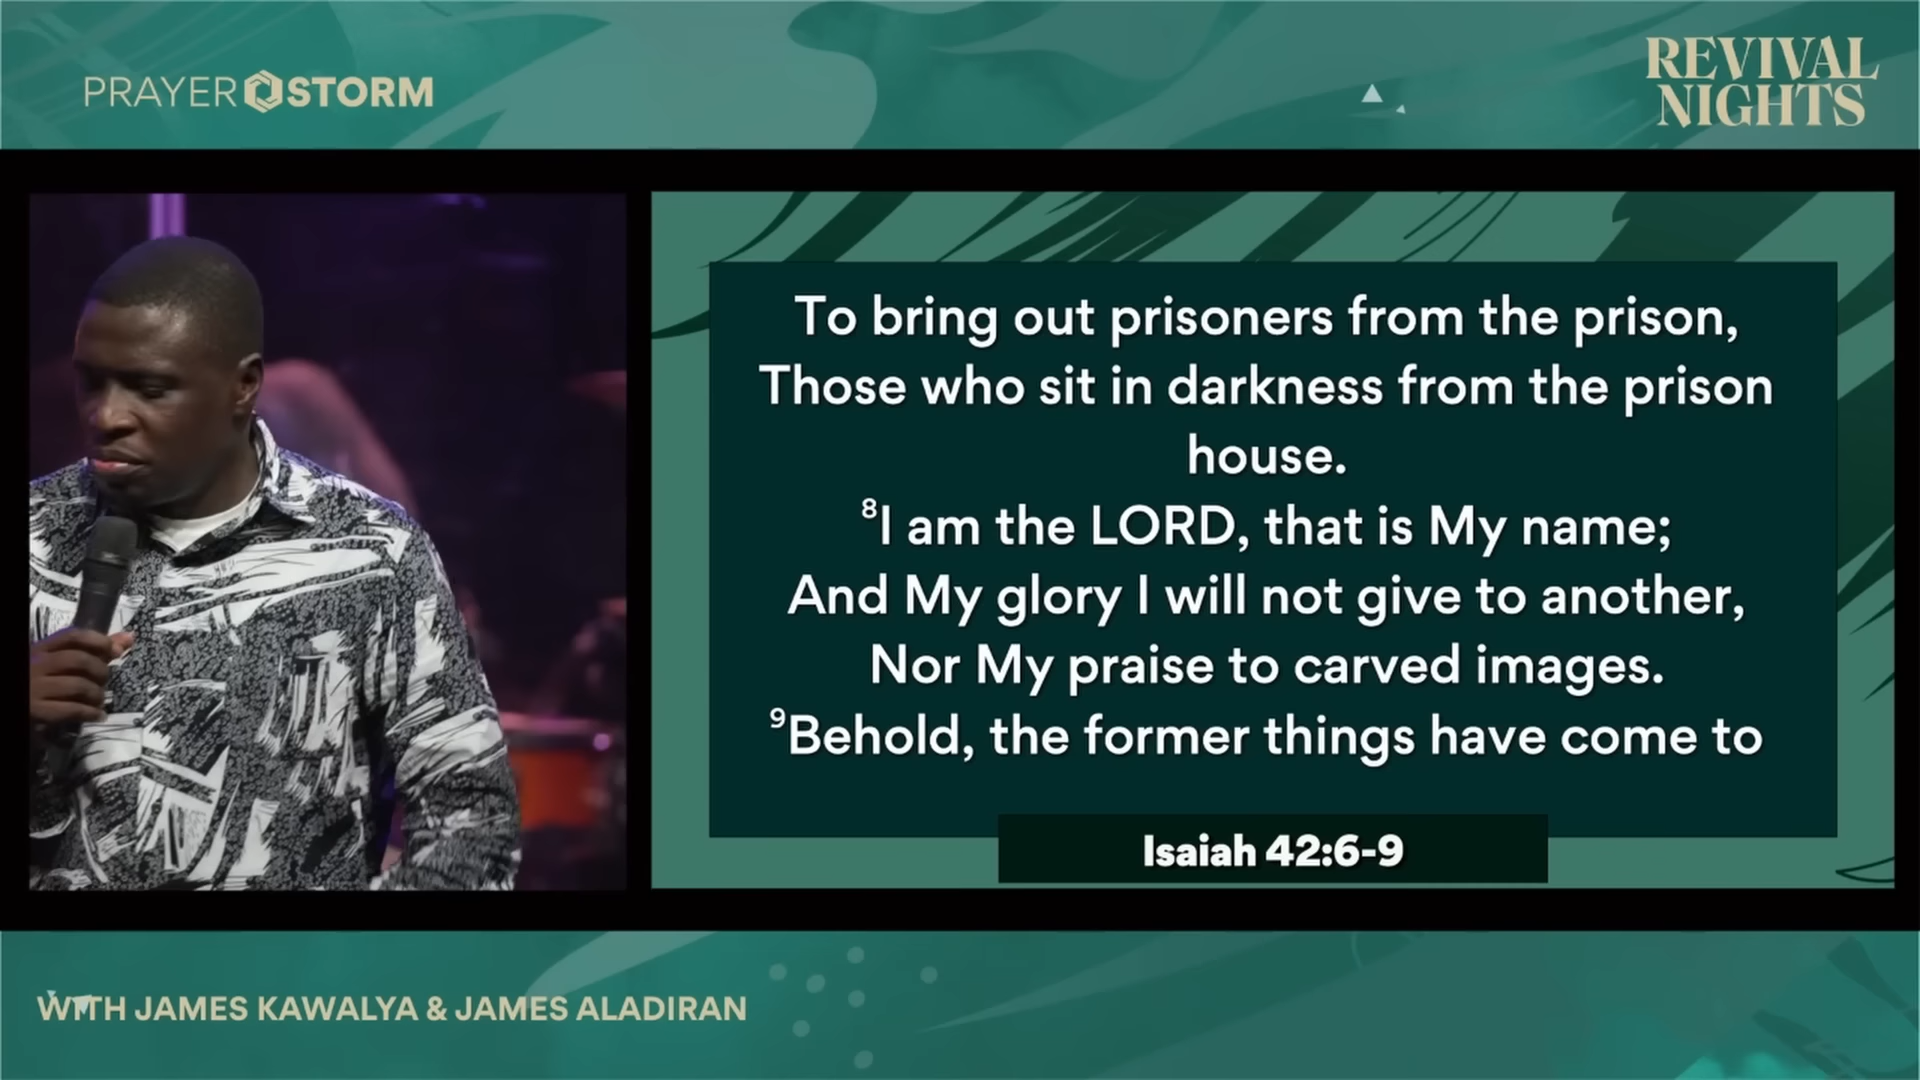 PRAYER STORM
REVIVAL
NIGHTS
To bring out prisoners from the prison,
Those who sit in darkness from the prison
house.
⁸I am the LORD, that is My name;
And My glory I will not give to another,
Nor My praise to carved images.
⁹Behold, the former things have come to
Isaiah 42:6-9
WITH JAMES KAWALYA & JAMES ALADIRAN